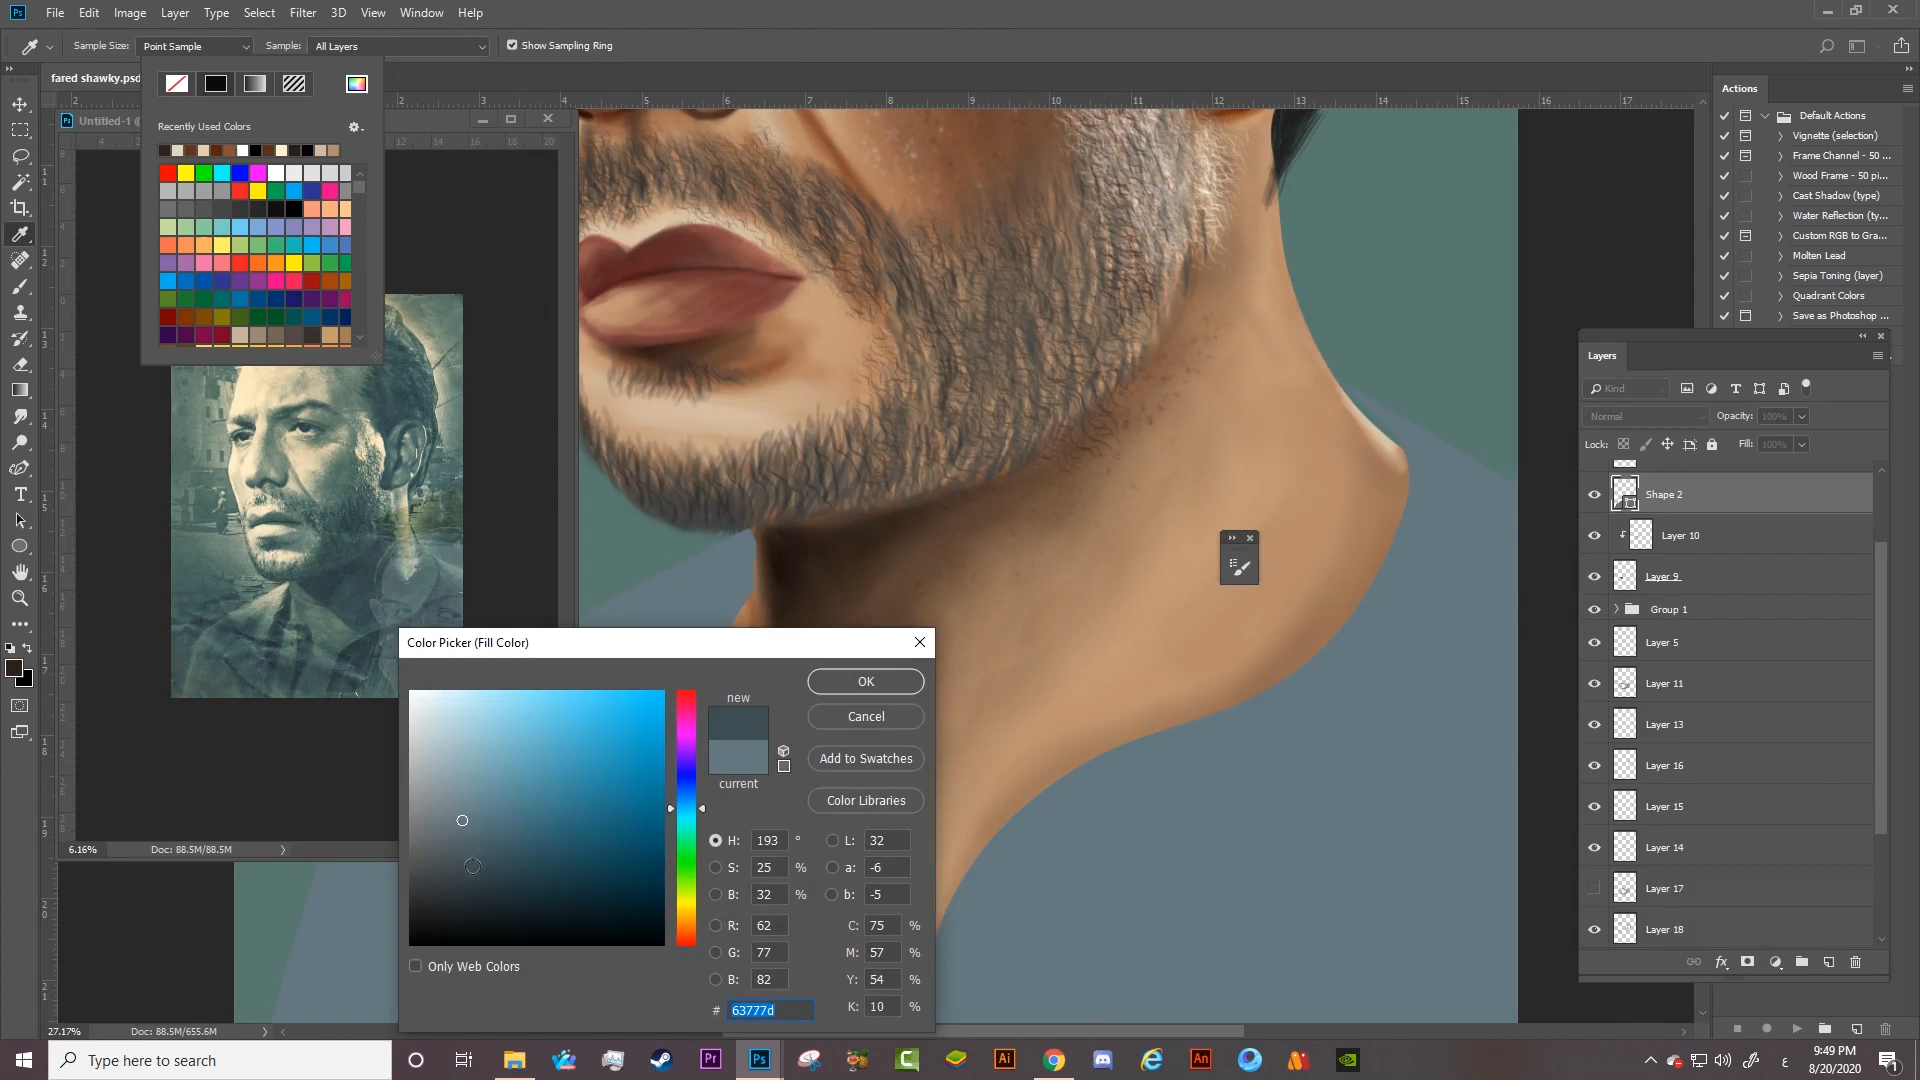 Ps File Edit Image Layer Type Select Filter 3D View Window Help
Sample Size: Point Sample Sample: All Layers Show Sampling Ring
fared shawky.psd
Untitled-1 @
Recently Used Colors
6.16% Doc: 88.5M/88.5M
27.17% Doc: 88.5M/655.6M
Color Picker (Fill Color)
new
current
OK
Cancel
Add to Swatches
Color Libraries
H: 193 ° L: 32
S: 25 % a: -6
B: 32 % b: -5
R: 62 C: 75 %
G: 77 M: 57 %
B: 82 Y: 54 %
# 63777d K: 10 %
Only Web Colors
Actions
Default Actions
Vignette (selection)
Frame Channel - 50 ...
Wood Frame - 50 pi...
Cast Shadow (type)
Water Reflection (ty...
Custom RGB to Gra...
Molten Lead
Sepia Toning (layer)
Quadrant Colors
Save as Photoshop ...
Layers
Kind
Normal Opacity: 100%
Lock: Fill: 100%
Shape 2
Layer 10
Layer 9
Group 1
Layer 5
Layer 11
Layer 13
Layer 16
Layer 15
Layer 14
Layer 17
Layer 18
fx
Type here to search
Pr Ps Ai An
ع
9:49 PM
8/20/2020
1